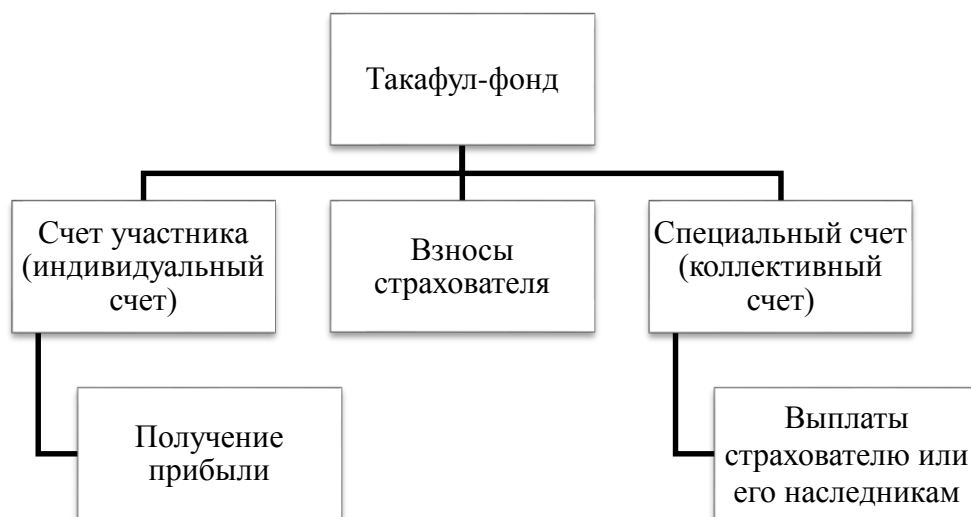 Такафул-фонд
Счет участника
(индивидуальный
счет)
Взносы
страхователя
Специальный счет
(коллективный
счет)
Получение
прибыли
Выплаты
страхователю или
его наследникам